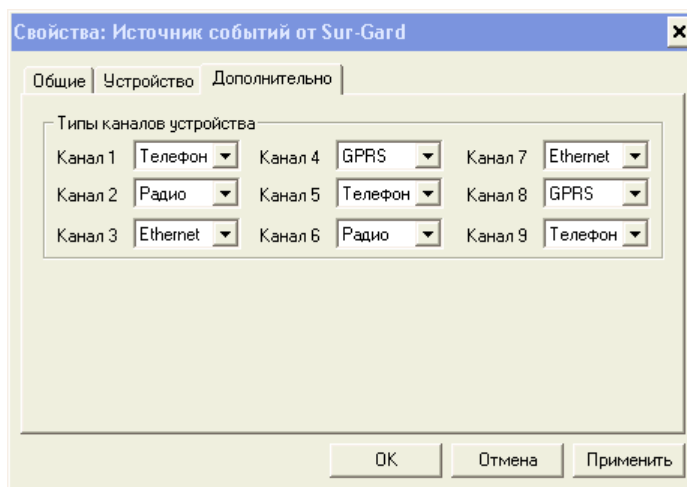 Свойства: Источник событий от Sur-Gard
Общие Устройство Дополнительно
Типы каналов устройства
Канал 1 Телефон Канал 4 GPRS Канал 7 Ethernet
Канал 2 Радио Канал 5 Телефон Канал 8 GPRS
Канал 3 Ethernet Канал 6 Радио Канал 9 Телефон
OK Отмена Применить